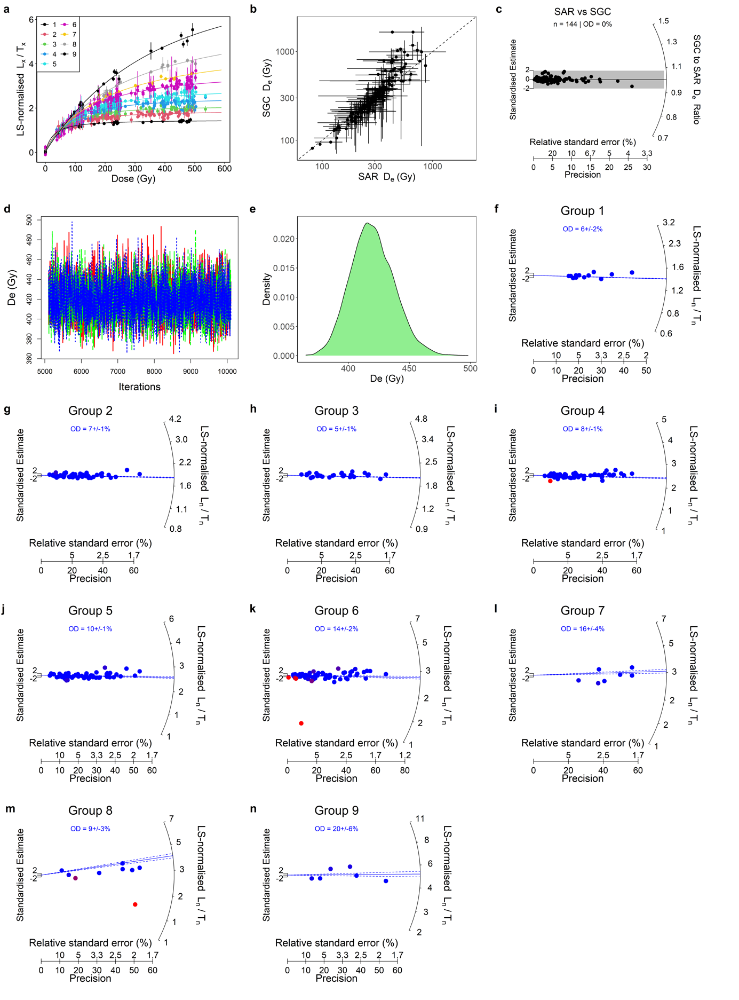 a
LS-normalised Lx / Tx
6
4
2
0
1 6
2 7
3 8
4 9
5
0 100 200 300 400 500 600
Dose (Gy)
b
SGC De (Gy)
1000
300
100
100 300 1000
SAR De (Gy)
c
SAR vs SGC
n = 144 | OD = 0%
Standardised Estimate
2
0
-2
1.5
1.3
1.1
0.9
0.8
0.7
SGC to SAR De Ratio
Relative standard error (%)
20 10 6.7 5 4 3.3
0 5 10 15 20 25 30
Precision
d
De (Gy)
500
480
460
440
420
400
380
360
5000 6000 7000 8000 9000 10000
Iterations
e
Density
0.020
0.015
0.010
0.005
0.000
400 450 500
De (Gy)
f
Group 1
OD = 6+/-2%
Standardised Estimate
2
-2
3.2
2.3
1.6
1.2
0.8
0.6
LS-normalised Ln / Tn
Relative standard error (%)
10 5 3.3 2.5 2
0 10 20 30 40 50
Precision
g
Group 2
OD = 7+/-1%
Standardised Estimate
2
-2
4.2
3.0
2.2
1.6
1.1
0.8
LS-normalised Ln / Tn
Relative standard error (%)
5 2.5 1.7
0 20 40 60
Precision
h
Group 3
OD = 5+/-1%
Standardised Estimate
2
-2
4.8
3.4
2.5
1.8
1.2
0.9
LS-normalised Ln / Tn
Relative standard error (%)
5 2.5 1.7
0 20 40 60
Precision
i
Group 4
OD = 8+/-1%
Standardised Estimate
2
-2
5
4
3
2
1
1
LS-normalised Ln / Tn
Relative standard error (%)
5 2.5 1.7
0 20 40 60
Precision
j
Group 5
OD = 10+/-1%
Standardised Estimate
2
-2
6
4
3
2
1
1
LS-normalised Ln / Tn
Relative standard error (%)
10 5 3.3 2.5 2 1.7
0 10 20 30 40 50 60
Precision
k
Group 6
OD = 14+/-2%
Standardised Estimate
2
-2
7
5
3
2
2
1
LS-normalised Ln / Tn
Relative standard error (%)
5 2.5 1.7 1.2
0 20 40 60 80
Precision
l
Group 7
OD = 16+/-4%
Standardised Estimate
2
-2
7
5
3
2
2
1
LS-normalised Ln / Tn
Relative standard error (%)
5 2.5 1.7
0 20 40 60
Precision
m
Group 8
OD = 9+/-3%
Standardised Estimate
2
-2
7
5
3
2
1
1
LS-normalised Ln / Tn
Relative standard error (%)
10 5 3.3 2.5 2 1.7
0 10 20 30 40 50 60
Precision
n
Group 9
OD = 20+/-6%
Standardised Estimate
2
-2
11
8
6
4
3
2
LS-normalised Ln / Tn
Relative standard error (%)
10 5 3.3 2.5 2 1.7
0 10 20 30 40 50 60
Precision